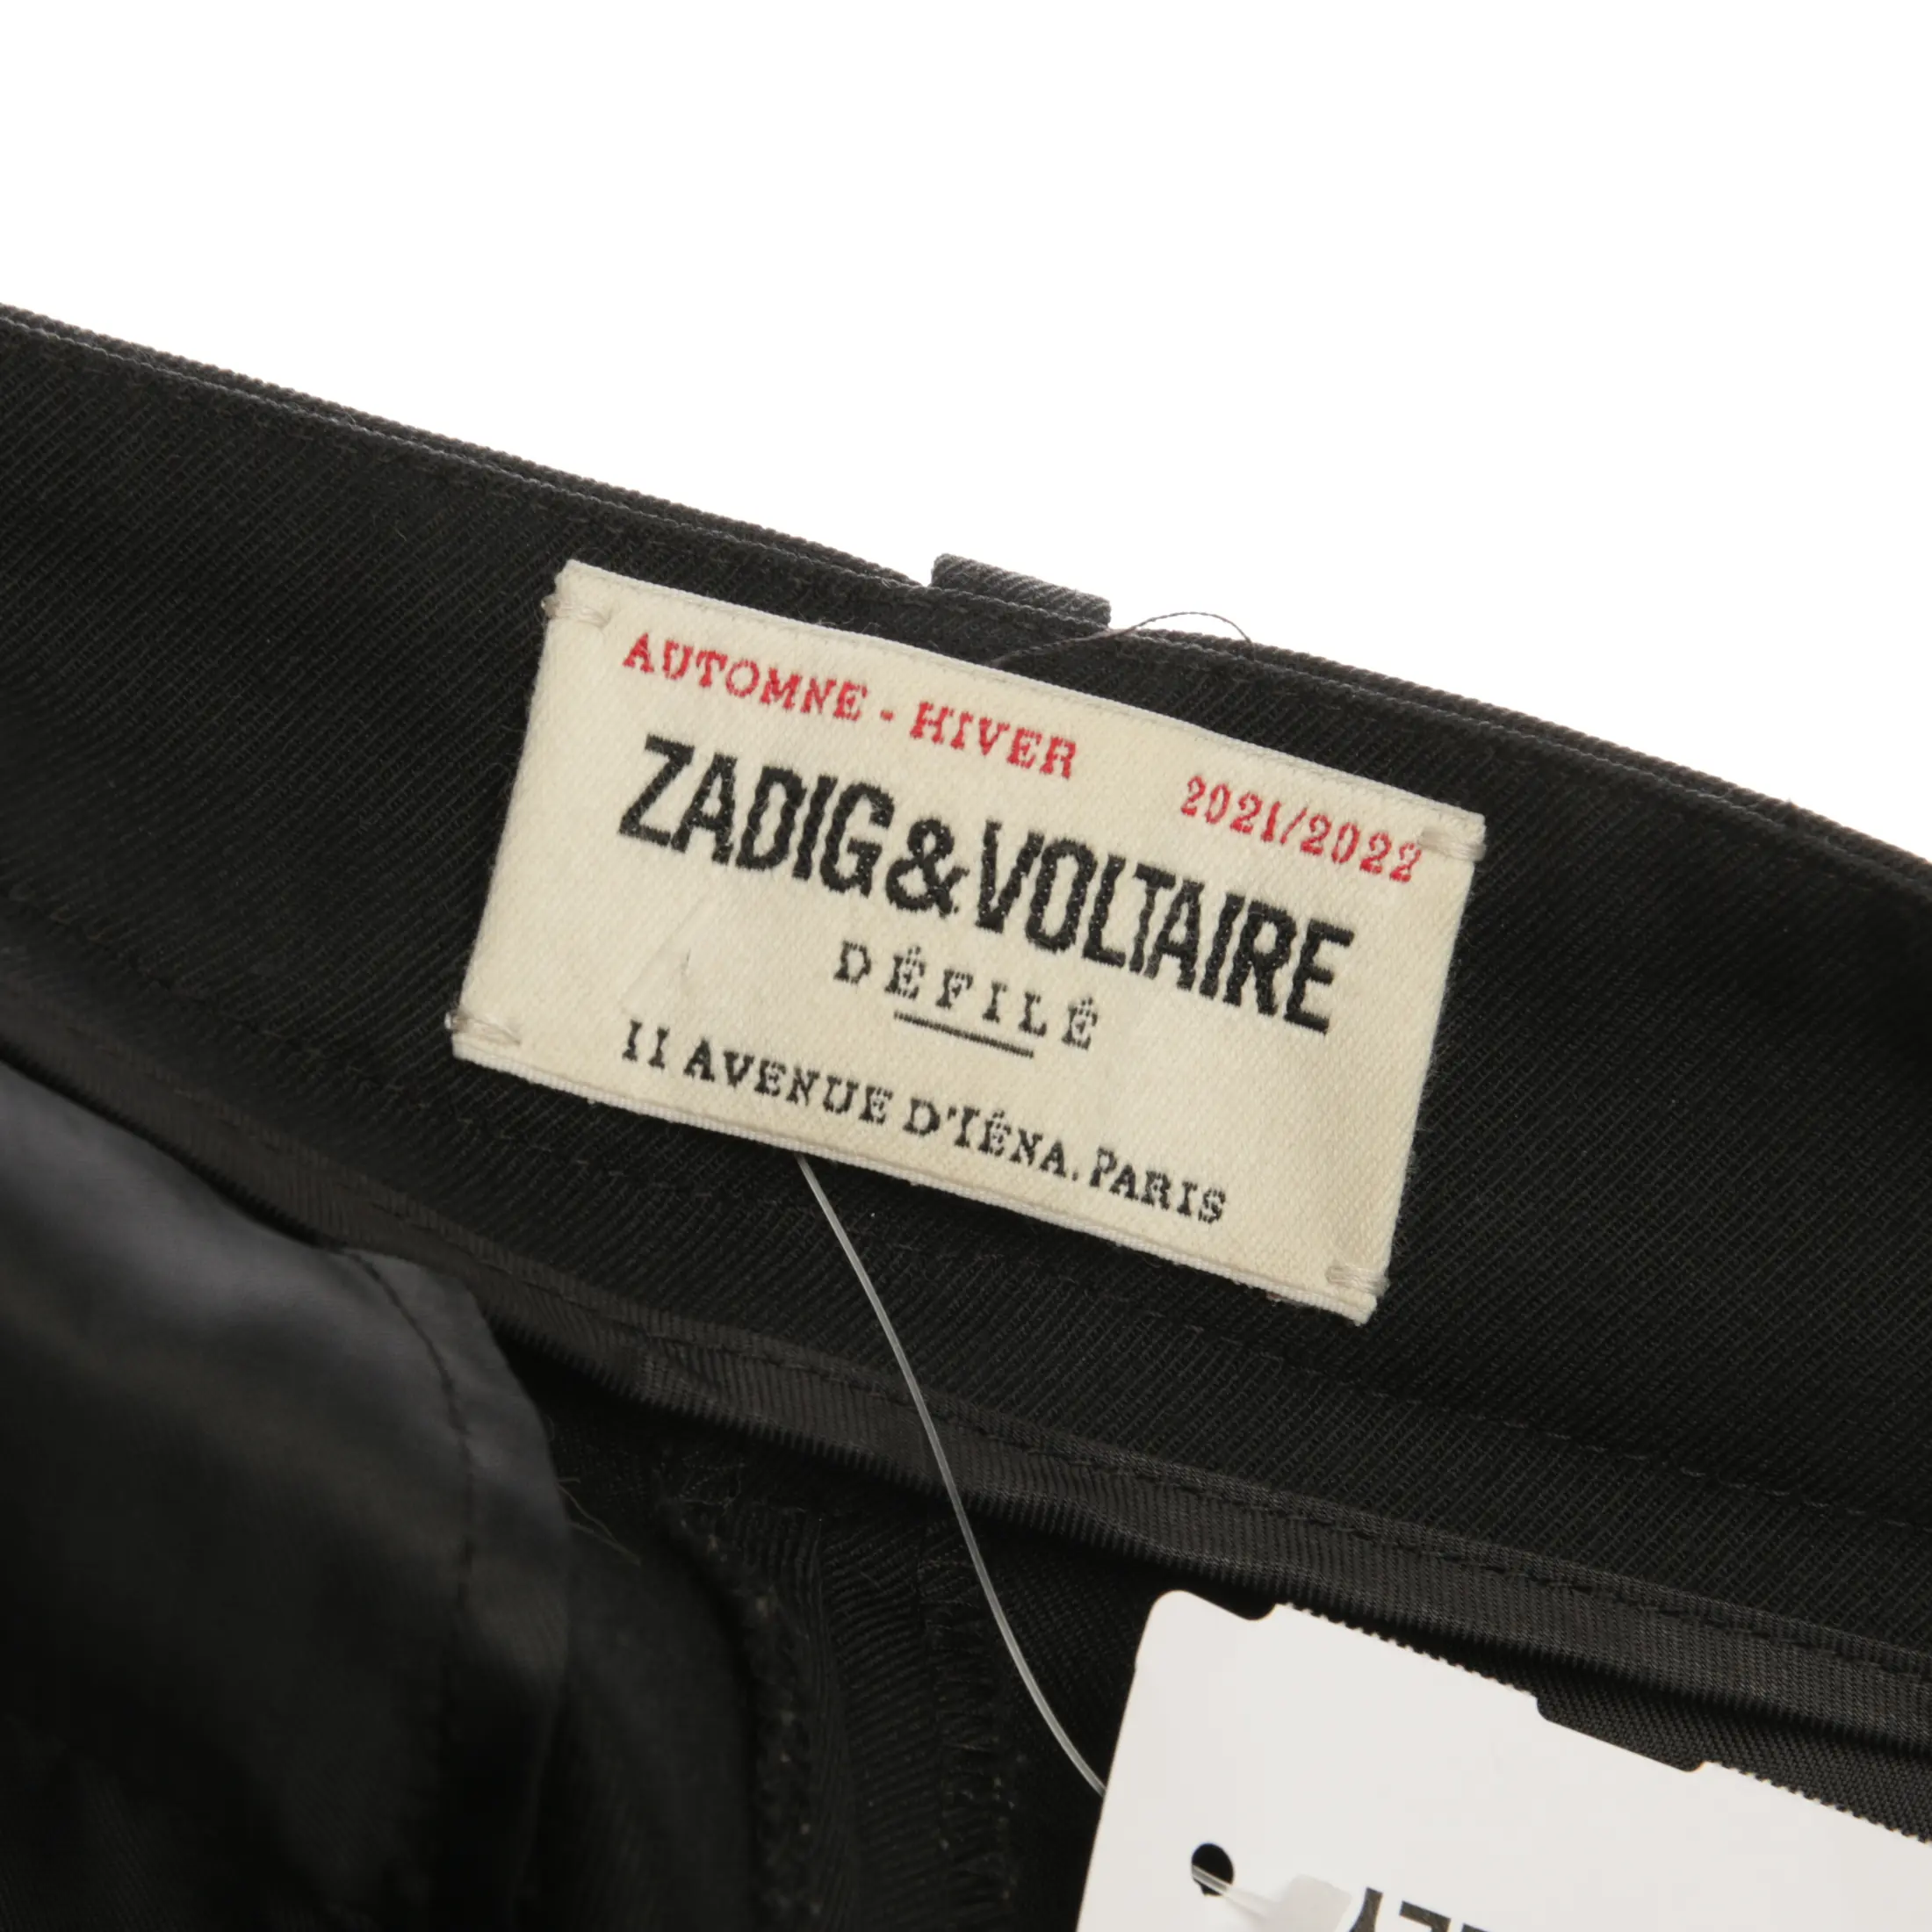 AUTOMNE - HIVER 2021/2022
ZADIG&VOLTAIRE
DÉFILÉ
11 AVENUE D'IÉNA. PARIS